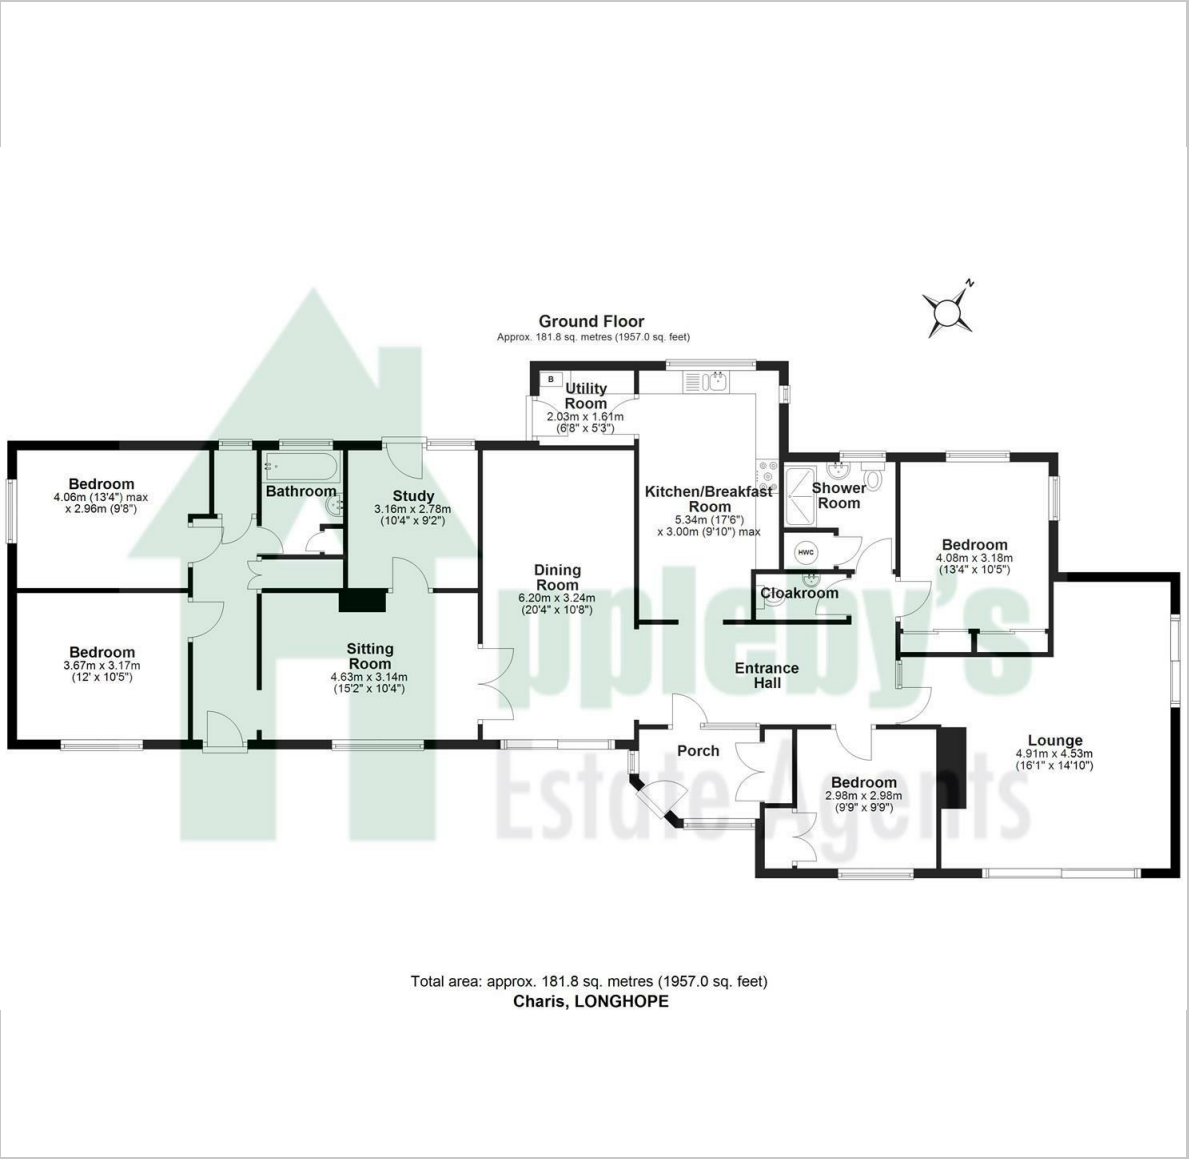 N
Ground Floor
Approx. 181.8 sq. metres (1957.0 sq. feet)
B
Utility
Room
2.03m x 1.61m
(6'8" x 5'3")
Bedroom
4.06m (13'4") max
x 2.96m (9'8")
Bathroom
Study
3.16m x 2.78m
(10'4" x 9'2")
Kitchen/Breakfast
Room
5.34m (17'6")
x 3.00m (9'10") max
Shower
Room
HWC
Cloakroom
Bedroom
4.08m x 3.18m
(13'4" x 10'5")
Dining
Room
6.20m x 3.24m
(20'4" x 10'8")
Bedroom
3.67m x 3.17m
(12' x 10'5")
Sitting
Room
4.63m x 3.14m
(15'2" x 10'4")
Entrance
Hall
Porch
Lounge
4.91m x 4.53m
(16'1" x 14'10")
Bedroom
2.98m x 2.98m
(9'9" x 9'9")
ppleby's
Estate Agents
Total area: approx. 181.8 sq. metres (1957.0 sq. feet)
Charis, LONGHOPE